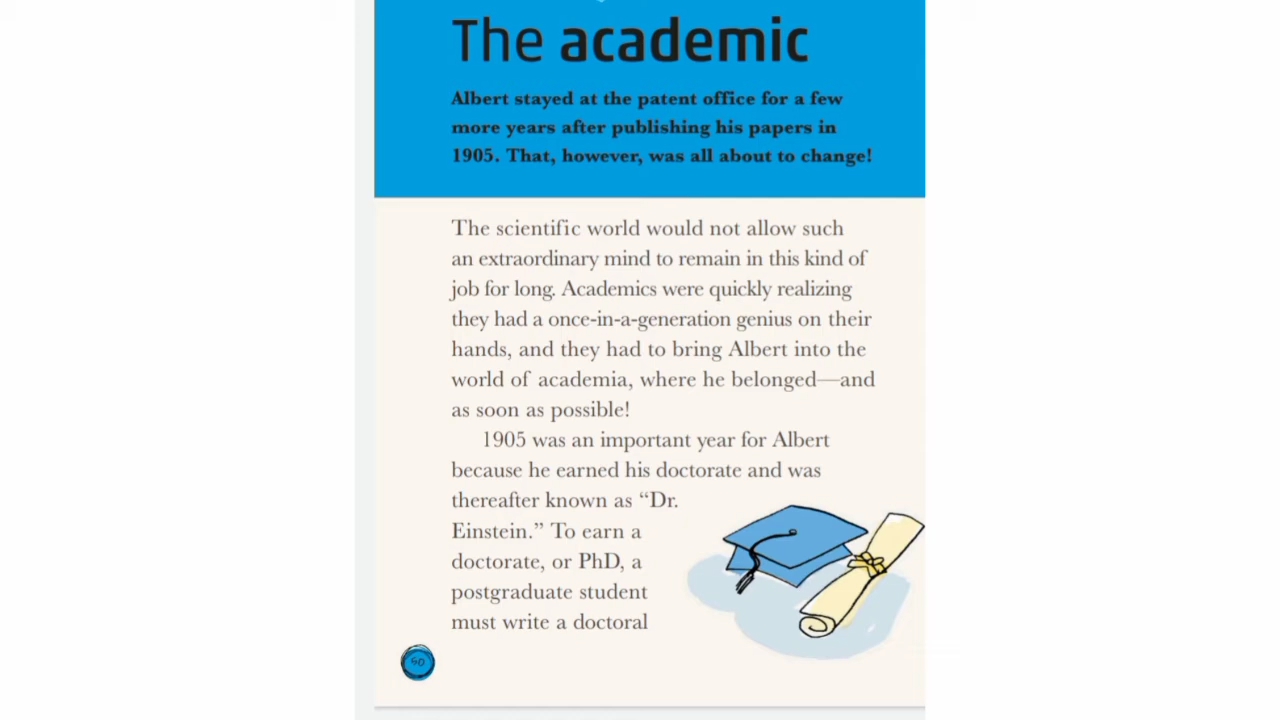 The academic
Albert stayed at the patent office for a few
more years after publishing his papers in
1905. That, however, was all about to change!
The scientific world would not allow such
an extraordinary mind to remain in this kind of
job for long. Academics were quickly realizing
they had a once-in-a-generation genius on their
hands, and they had to bring Albert into the
world of academia, where he belonged—and
as soon as possible!
1905 was an important year for Albert
because he earned his doctorate and was
thereafter known as “Dr.
Einstein.” To earn a
doctorate, or PhD, a
postgraduate student
must write a doctoral
50